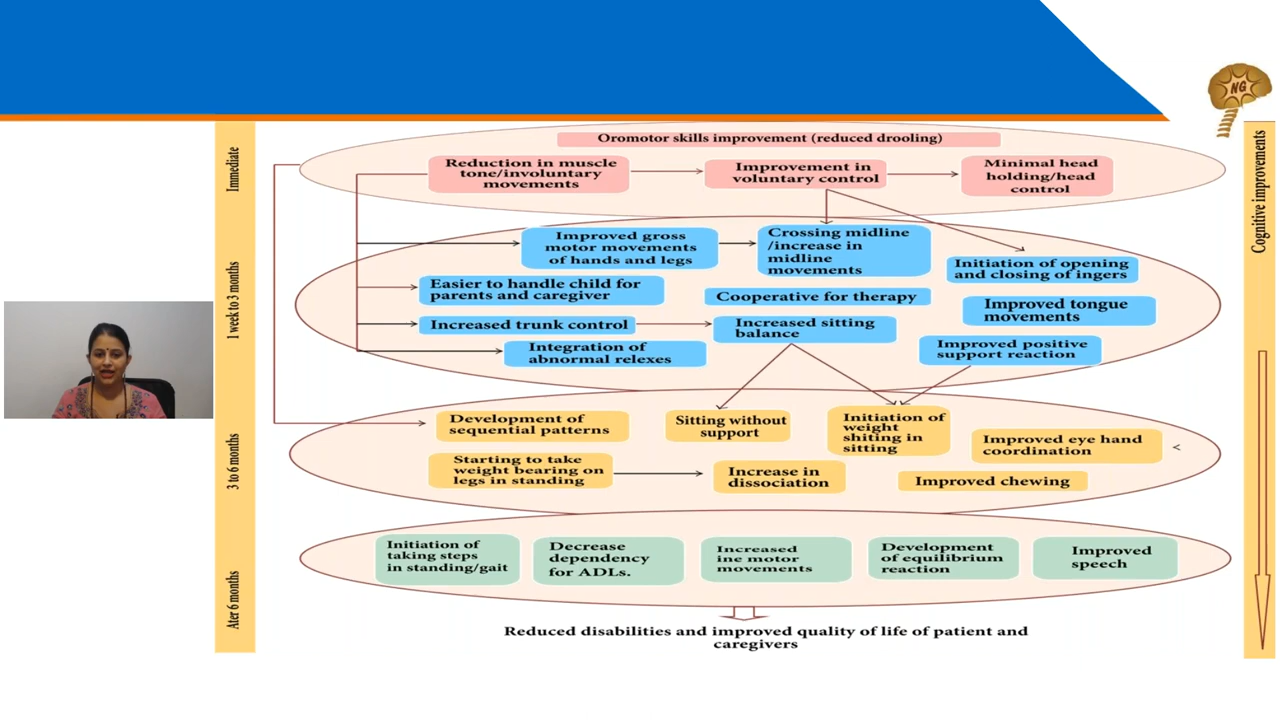 NG
Cognitive improvements
Immediate
Oromotor skills improvement (reduced drooling)
Reduction in muscle
tone/involuntary
movements
Improvement in
voluntary control
Minimal head
holding/head
control
1 week to 3 months
Improved gross
motor movements
of hands and legs
Crossing midline
/increase in
midline
movements
Initiation of opening
and closing of ingers
Easier to handle child for
parents and caregiver
Cooperative for therapy
Improved tongue
movements
Increased trunk control
Increased sitting
balance
Integration of
abnormal relexes
Improved positive
support reaction
3 to 6 months
Development of
sequential patterns
Sitting without
support
Initiation of
weight
shiting in
sitting
Improved eye hand
coordination
Starting to take
weight bearing on
legs in standing
Increase in
dissociation
Improved chewing
Ater 6 months
Initiation of
taking steps
in standing/gait
Decrease
dependency
for ADLs.
Increased
ine motor
movements
Development
of equilibrium
reaction
Improved
speech
Reduced disabilities and improved quality of life of patient and
caregivers